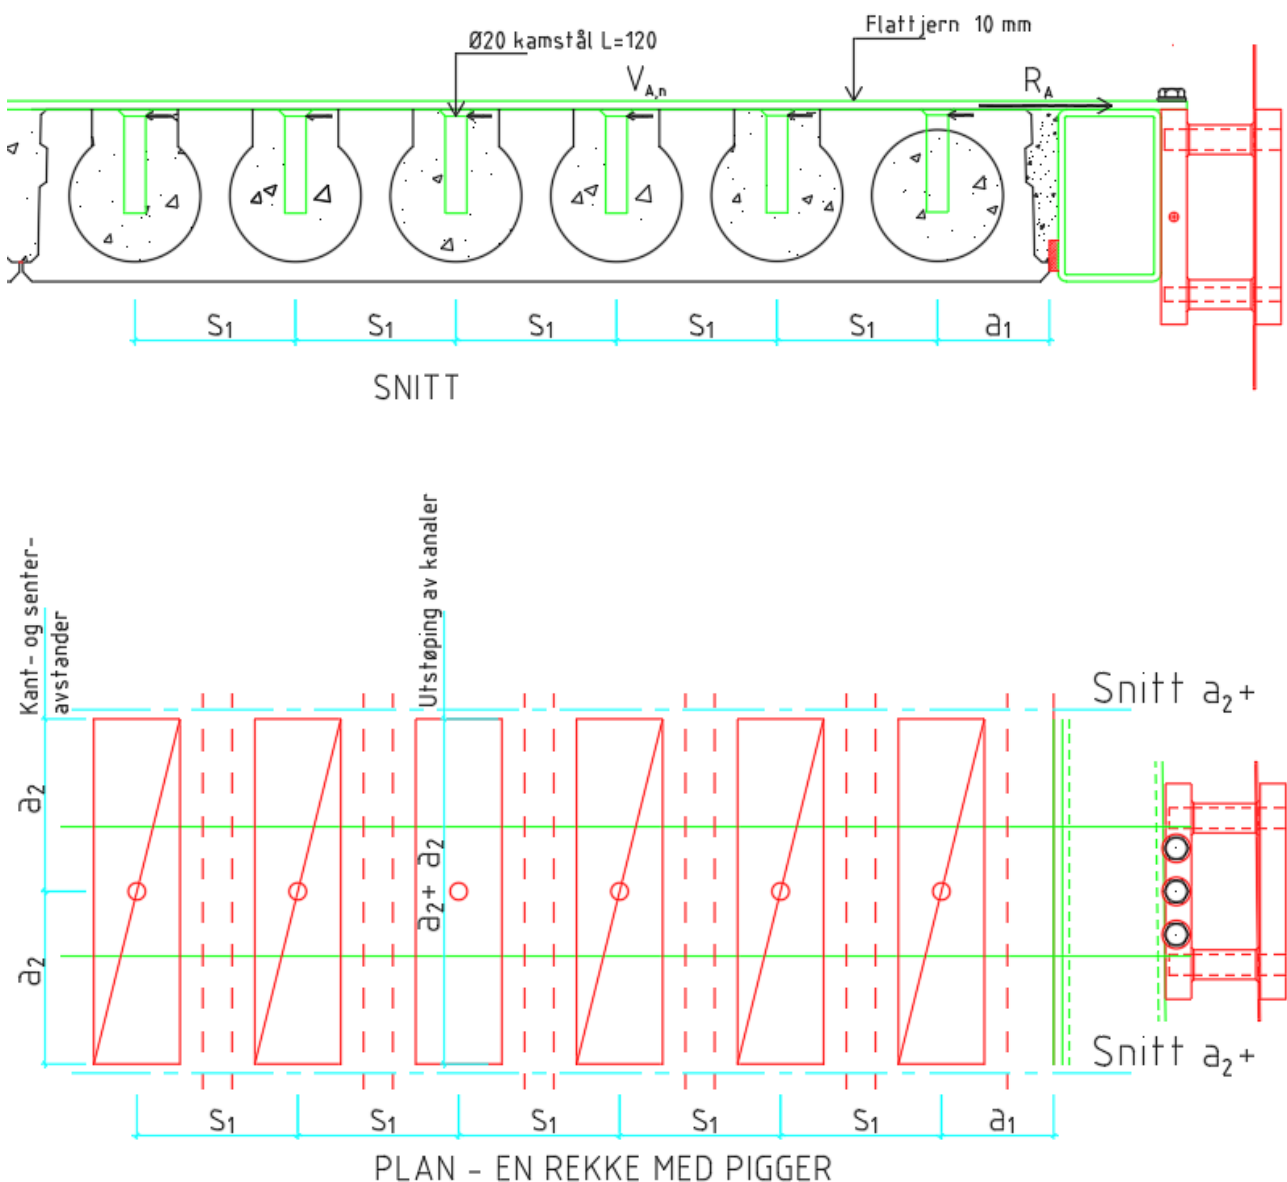 Flattjern 10 mm
Ø20 kamstål L=120
V_A,n
R_A
S₁ S₁ S₁ S₁ S₁ a₁
SNITT
Kant- og senter-
avstander
Utstøping av kanaler
Snitt a₂+
a₂
a₂+ a₂
a₂
Snitt a₂+
S₁ S₁ S₁ S₁ S₁ a₁
PLAN - EN REKKE MED PIGGER